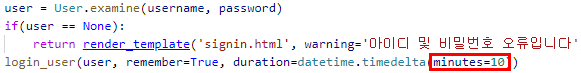 user = User.examine(username, password)
if(user == None):
return render_template('signin.html', warning='아이디 및 비밀번호 오류입니다'
login_user(user, remember=True, duration=datetime.timedelta(minutes=10)